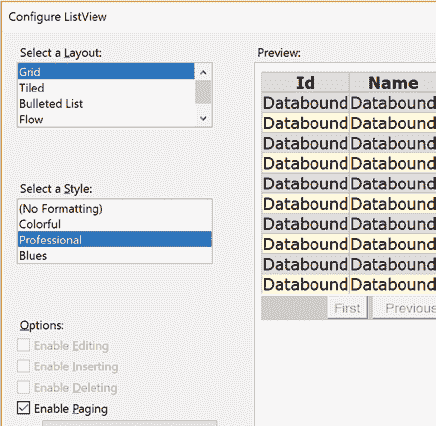 Configure ListView
Select a Layout:
Grid
Tiled
Bulleted List
Flow
Select a Style:
(No Formatting)
Colorful
Professional
Blues
Options:
Enable Editing
Enable Inserting
Enable Deleting
Enable Paging
Preview:
Id Name
Databound Databound
Databound Databound
Databound Databound
Databound Databound
Databound Databound
Databound Databound
Databound Databound
Databound Databound
Databound Databound
Databound Databound
First Previous